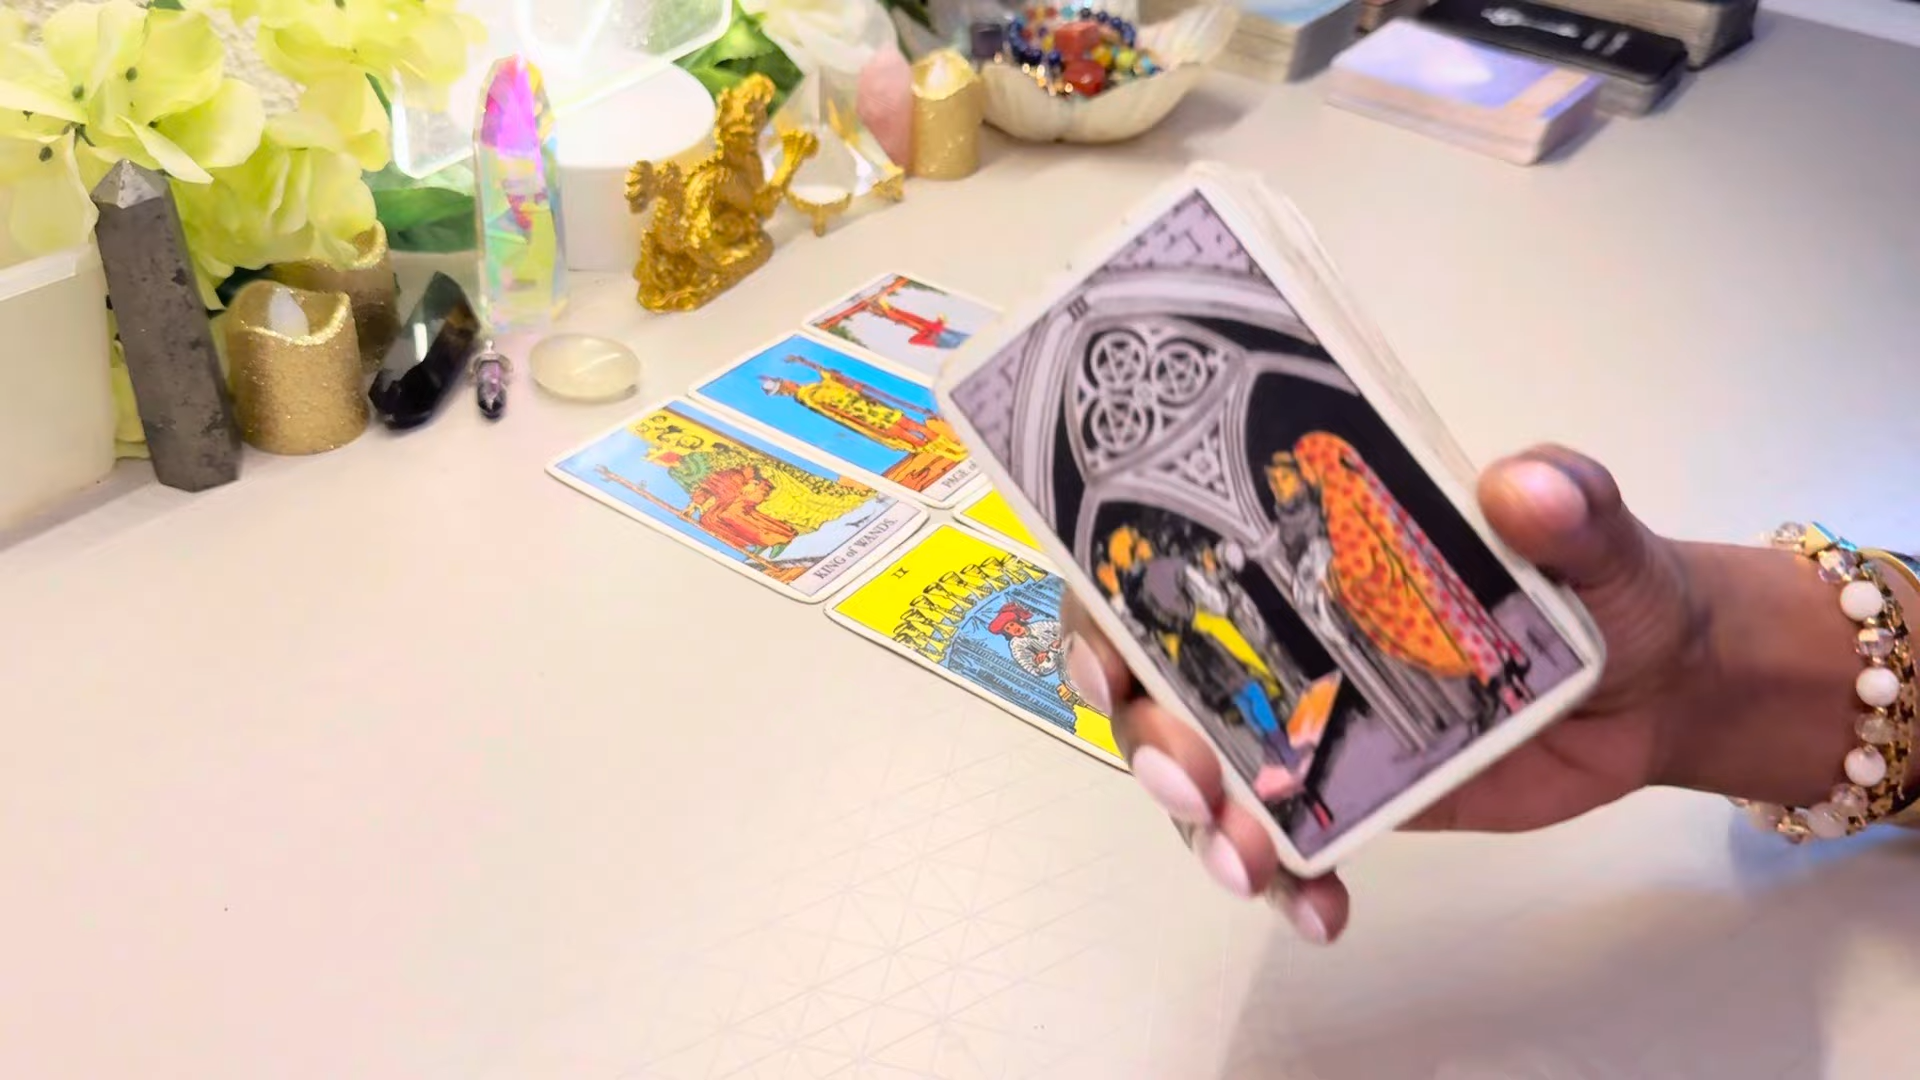 III
PAGE of
KING of WANDS.
IX